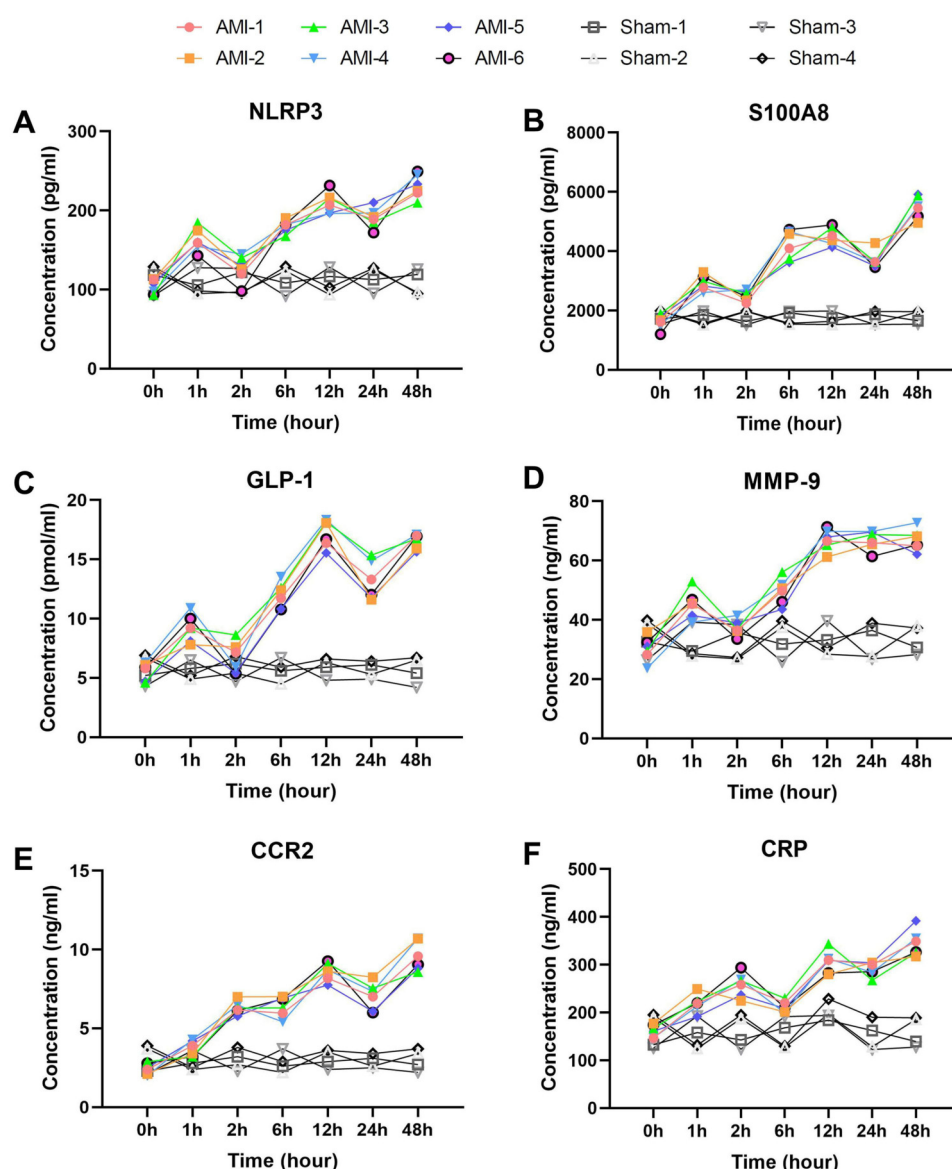 AMI-1 AMI-3 AMI-5 Sham-1 Sham-3
AMI-2 AMI-4 AMI-6 Sham-2 Sham-4
A
NLRP3
Concentration (pg/ml)
300
200
100
0
0h 1h 2h 6h 12h 24h 48h
Time (hour)
B
S100A8
Concentration (pg/ml)
8000
6000
4000
2000
0
0h 1h 2h 6h 12h 24h 48h
Time (hour)
C
GLP-1
Concentration (pmol/ml)
20
15
10
5
0
0h 1h 2h 6h 12h 24h 48h
Time (hour)
D
MMP-9
Concentration (ng/ml)
80
60
40
20
0
0h 1h 2h 6h 12h 24h 48h
Time (hour)
E
CCR2
Concentration (ng/ml)
15
10
5
0
0h 1h 2h 6h 12h 24h 48h
Time (hour)
F
CRP
Concentration (ng/ml)
500
400
300
200
100
0
0h 1h 2h 6h 12h 24h 48h
Time (hour)